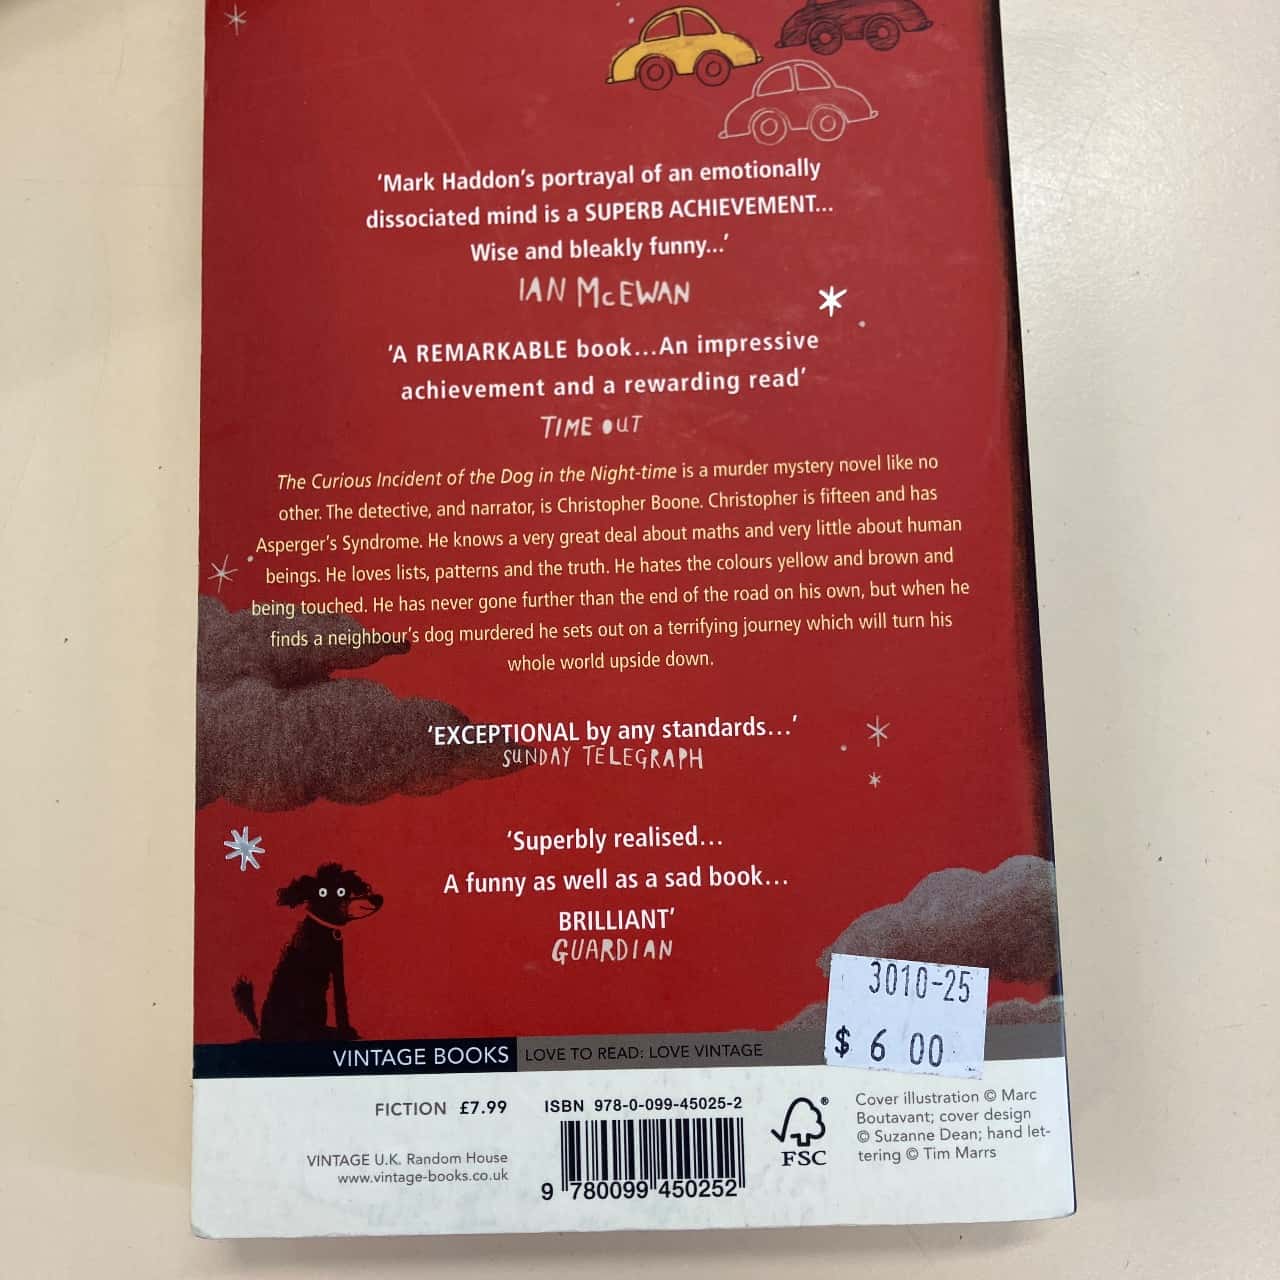 ‘Mark Haddon’s portrayal of an emotionally
dissociated mind is a SUPERB ACHIEVEMENT...
Wise and bleakly funny...’
IAN McEWAN
‘A REMARKABLE book...An impressive
achievement and a rewarding read’
TIME OUT
The Curious Incident of the Dog in the Night-time is a murder mystery novel like no
other. The detective, and narrator, is Christopher Boone. Christopher is fifteen and has
Asperger’s Syndrome. He knows a very great deal about maths and very little about human
beings. He loves lists, patterns and the truth. He hates the colours yellow and brown and
being touched. He has never gone further than the end of the road on his own, but when he
finds a neighbour’s dog murdered he sets out on a terrifying journey which will turn his
whole world upside down.
‘EXCEPTIONAL by any standards...’
SUNDAY TELEGRAPH
‘Superbly realised...
A funny as well as a sad book...
BRILLIANT’
GUARDIAN
3010-25
$ 6 00
VINTAGE BOOKS LOVE TO READ: LOVE VINTAGE
FICTION £7.99
VINTAGE U.K. Random House
www.vintage-books.co.uk
ISBN 978-0-099-45025-2
9 780099 450252
® FSC
Cover illustration © Marc
Boutavant; cover design
© Suzanne Dean; hand let-
tering © Tim Marrs